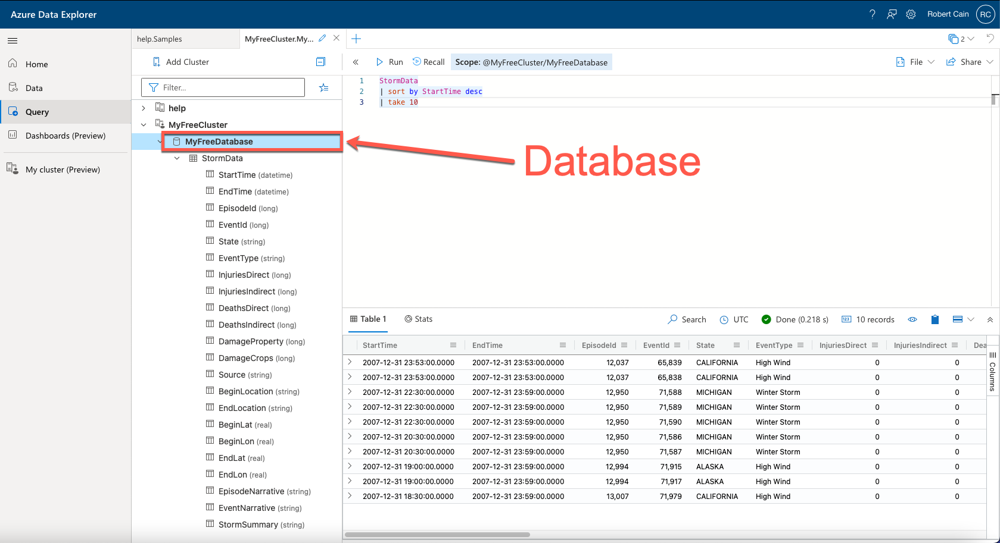 Azure Data Explorer
? Robert Cain RC
help.Samples
MyFreeCluster.My...
2
Add Cluster
Run
Recall
Scope: @MyFreeCluster/MyFreeDatabase
File
Share
Home
Data
Query
Dashboards (Preview)
My cluster (Preview)
Filter...
help
MyFreeCluster
MyFreeDatabase
StormData
StartTime (datetime)
EndTime (datetime)
EpisodeId (long)
EventId (long)
State (string)
EventType (string)
InjuriesDirect (long)
InjuriesIndirect (long)
DeathsDirect (long)
DeathsIndirect (long)
DamageProperty (long)
DamageCrops (long)
Source (string)
BeginLocation (string)
EndLocation (string)
BeginLat (real)
BeginLon (real)
EndLat (real)
EndLon (real)
EpisodeNarrative (string)
EventNarrative (string)
StormSummary (string)
1 StormData
2 | sort by StartTime desc
3 | take 10
Database
Table 1 Stats Search UTC Done (0.218 s) 123 10 records
StartTime EndTime EpisodeId EventId State EventType InjuriesDirect InjuriesIndirect Dea
2007-12-31 23:53:00.0000 2007-12-31 23:53:00.0000 12,037 65,839 CALIFORNIA High Wind 0 0
2007-12-31 23:53:00.0000 2007-12-31 23:53:00.0000 12,037 65,838 CALIFORNIA High Wind 0 0
2007-12-31 22:30:00.0000 2007-12-31 23:59:00.0000 12,950 71,588 MICHIGAN Winter Storm 0 0
2007-12-31 22:30:00.0000 2007-12-31 23:59:00.0000 12,950 71,589 MICHIGAN Winter Storm 0 0
2007-12-31 22:30:00.0000 2007-12-31 23:59:00.0000 12,950 71,590 MICHIGAN Winter Storm 0 0
2007-12-31 20:30:00.0000 2007-12-31 23:59:00.0000 12,950 71,586 MICHIGAN Winter Storm 0 0
2007-12-31 20:30:00.0000 2007-12-31 23:59:00.0000 12,950 71,587 MICHIGAN Winter Storm 0 0
2007-12-31 19:00:00.0000 2007-12-31 23:59:00.0000 12,994 71,915 ALASKA High Wind 0 0
2007-12-31 19:00:00.0000 2007-12-31 23:59:00.0000 12,994 71,917 ALASKA High Wind 0 0
2007-12-31 18:30:00.0000 2007-12-31 23:59:00.0000 13,007 71,979 CALIFORNIA High Wind 0 0
Columns